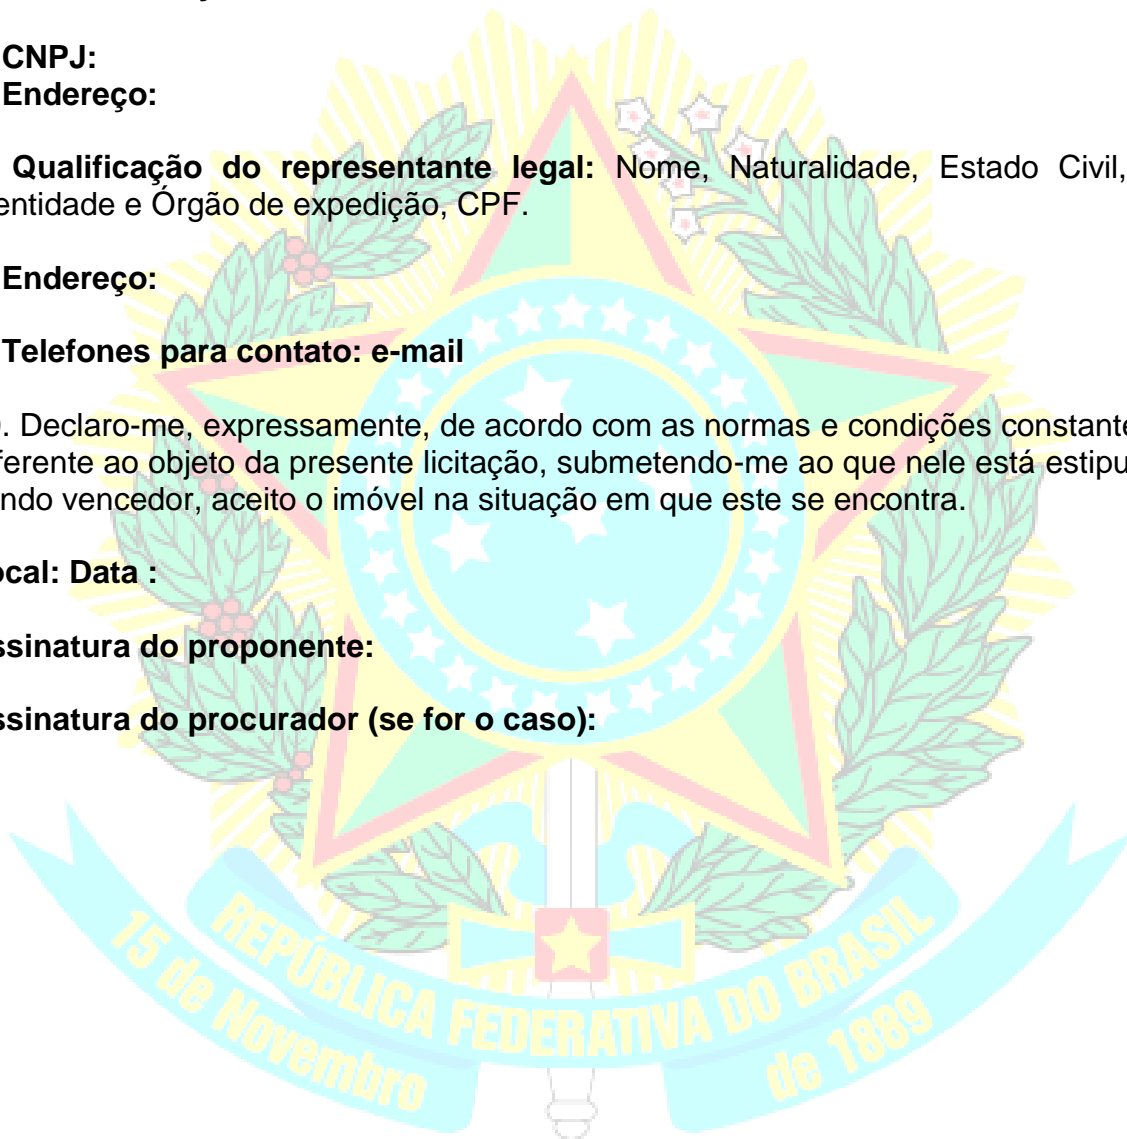 CNPJ:
Endereço:
Qualificação do representante legal: Nome, Naturalidade, Estado Civil,
entidade e Órgão de expedição, CPF.
Endereço:
Telefones para contato: e-mail
. Declaro-me, expressamente, de acordo com as normas e condições constante
ferente ao objeto da presente licitação, submetendo-me ao que nele está estipu
ndo vencedor, aceito o imóvel na situação em que este se encontra.
ocal: Data :
ssinatura do proponente:
ssinatura do procurador (se for o caso):
REPÚBLICA FEDERATIVA DO BRASIL
15 de Novembro de 1889